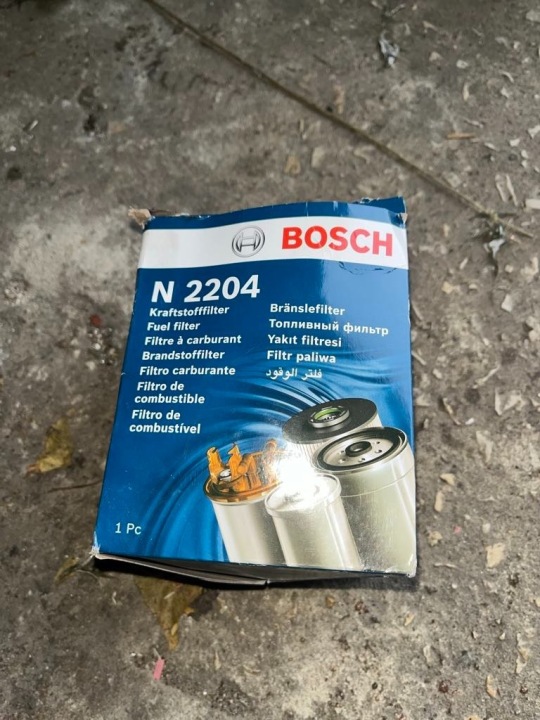 BOSCH
N 2204
Kraftstofffilter
Fuel filter
Filtre à carburant
Brandstoffilter
Filtro carburante
Filtro de
combustible
Filtro de
combustível
Bränslefilter
Топливный фильтр
Yakıt filtresi
Filtr paliwa
فلتر الوقود
1 Pc